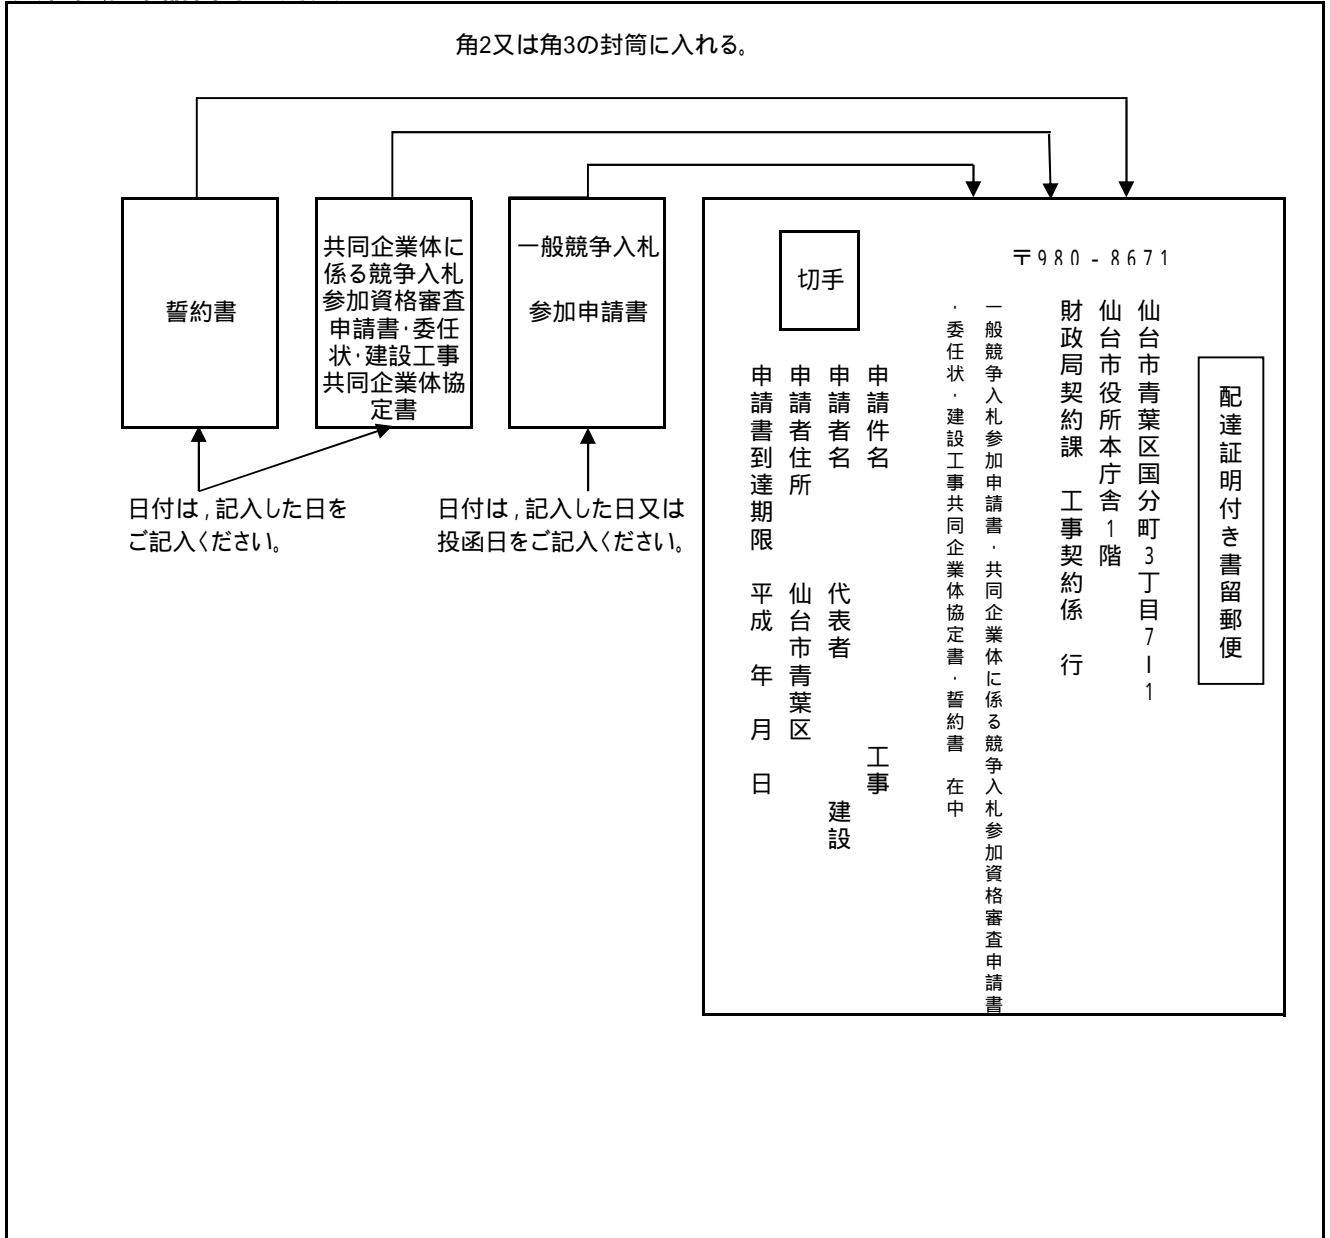 角2又は角3の封筒に入れる。
誓約書
共同企業体に
係る競争入札
参加資格審査
申請書・委任
状・建設工事
共同企業体協
定書
一般競争入札
参加申請書
日付は,記入した日を
ご記入ください。
日付は,記入した日又は
投函日をご記入ください。
切手
〒980-8671
配達証明付き書留郵便
仙台市青葉区国分町3丁目7ー1
仙台市役所本庁舎1階
財政局契約課 工事契約係 行
一般競争入札参加申請書・共同企業体に係る競争入札参加資格審査申請書
・委任状・建設工事共同企業体協定書・誓約書 在中
申請件名 工事
申請者名 代表者 建設
申請者住所 仙台市青葉区
申請書到達期限 平成 年 月 日